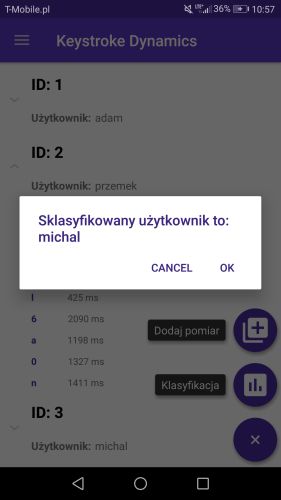 T-Mobile.pl 36% 10:57
Keystroke Dynamics
ID: 1
Użytkownik: adam
ID: 2
Użytkownik: przemek
Sklasyfikowany użytkownik to:
michal
CANCEL OK
l 425 ms
6 2090 ms
Dodaj pomiar
a 1198 ms
0 1327 ms
Klasyfikacja
n 1411 ms
ID: 3
Użytkownik: michal